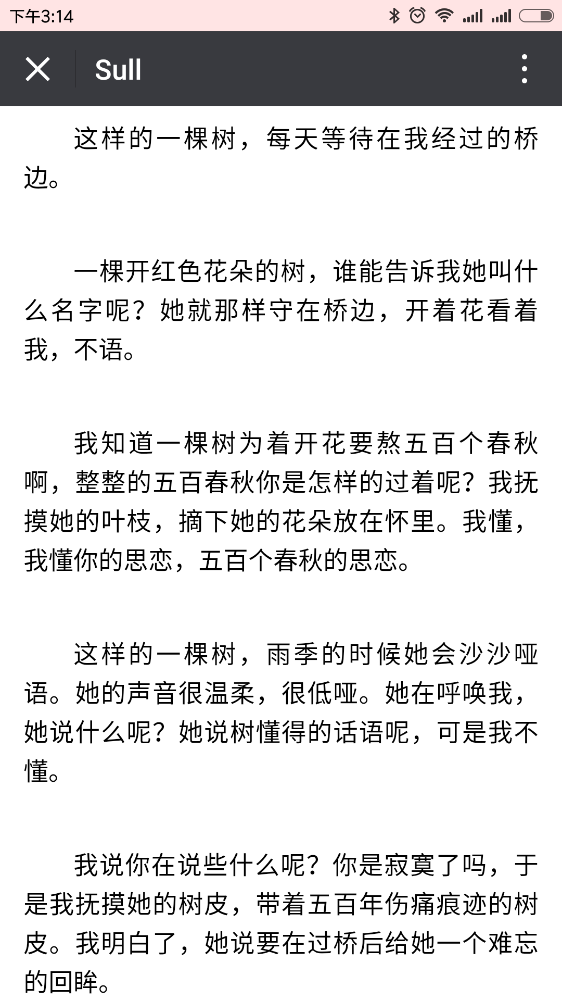 下午3:14
Sull
这样的一棵树，每天等待在我经过的桥
边。
一棵开红色花朵的树，谁能告诉我她叫什
么名字呢？她就那样守在桥边，开着花看着
我，不语。
我知道一棵树为着开花要熬五百个春秋
啊，整整的五百春秋你是怎样的过着呢？我抚
摸她的叶枝，摘下她的花朵放在怀里。我懂，
我懂你的思恋，五百个春秋的思恋。
这样的一棵树，雨季的时候她会沙沙哑
语。她的声音很温柔，很低哑。她在呼唤我，
她说什么呢？她说树懂得的话语呢，可是我不
懂。
我说你在说些什么呢？你是寂寞了吗，于
是我抚摸她的树皮，带着五百年伤痛痕迹的树
皮。我明白了，她说要在过桥后给她一个难忘
的回眸。